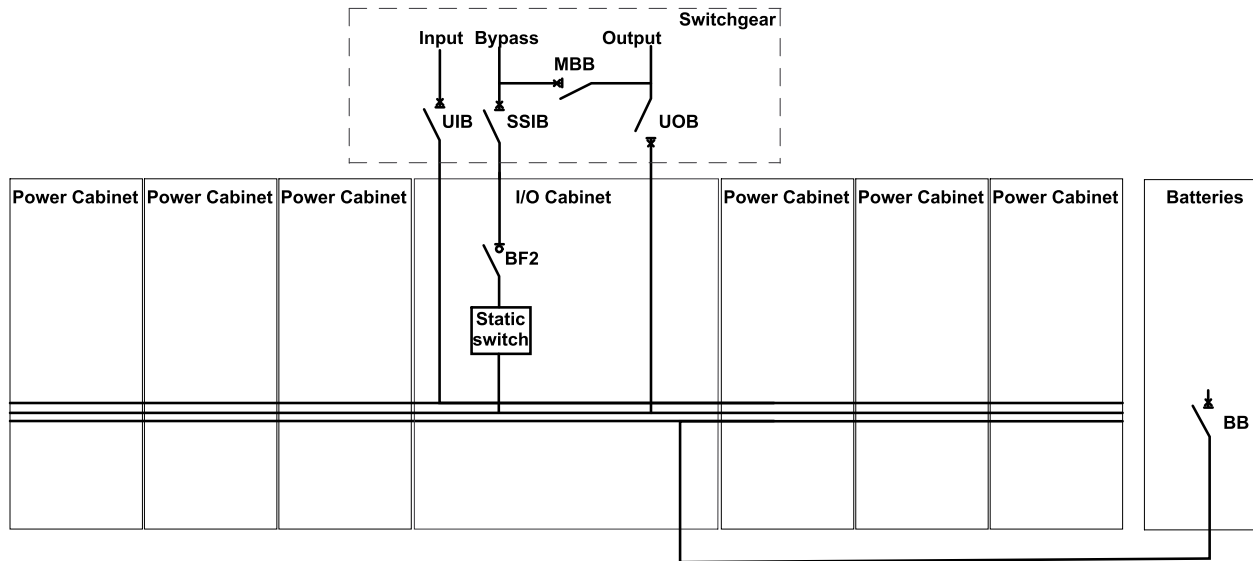 Switchgear
Input Bypass Output
MBB
UIB SSIB UOB
Power Cabinet Power Cabinet Power Cabinet I/O Cabinet Power Cabinet Power Cabinet Power Cabinet Batteries
BF2
Static
switch
BB